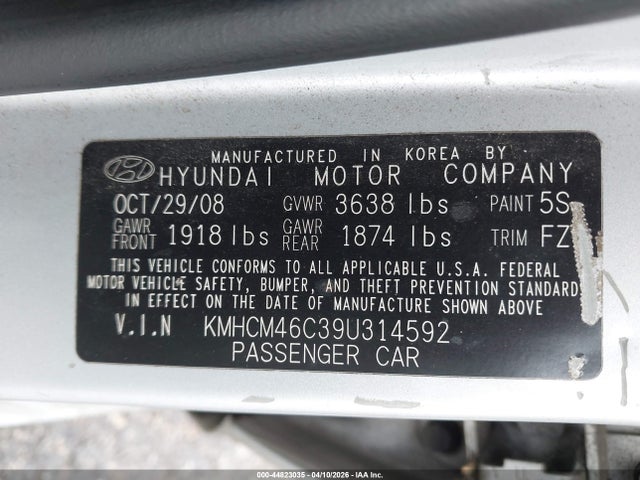 MANUFACTURED IN KOREA BY
HYUNDAI MOTOR COMPANY
OCT/29/08 GVWR 3638 lbs PAINT 5S
GAWR FRONT 1918 lbs GAWR REAR 1874 lbs TRIM FZ
THIS VEHICLE CONFORMS TO ALL APPLICABLE U.S.A. FEDERAL
MOTOR VEHICLE SAFETY, BUMPER, AND THEFT PREVENTION STANDARDS
IN EFFECT ON THE DATE OF MANUFACTURE SHOWN ABOVE
V.I.N KMHCM46C39U314592
PASSENGER CAR
000-44823035 - 04/10/2026 - IAA Inc.